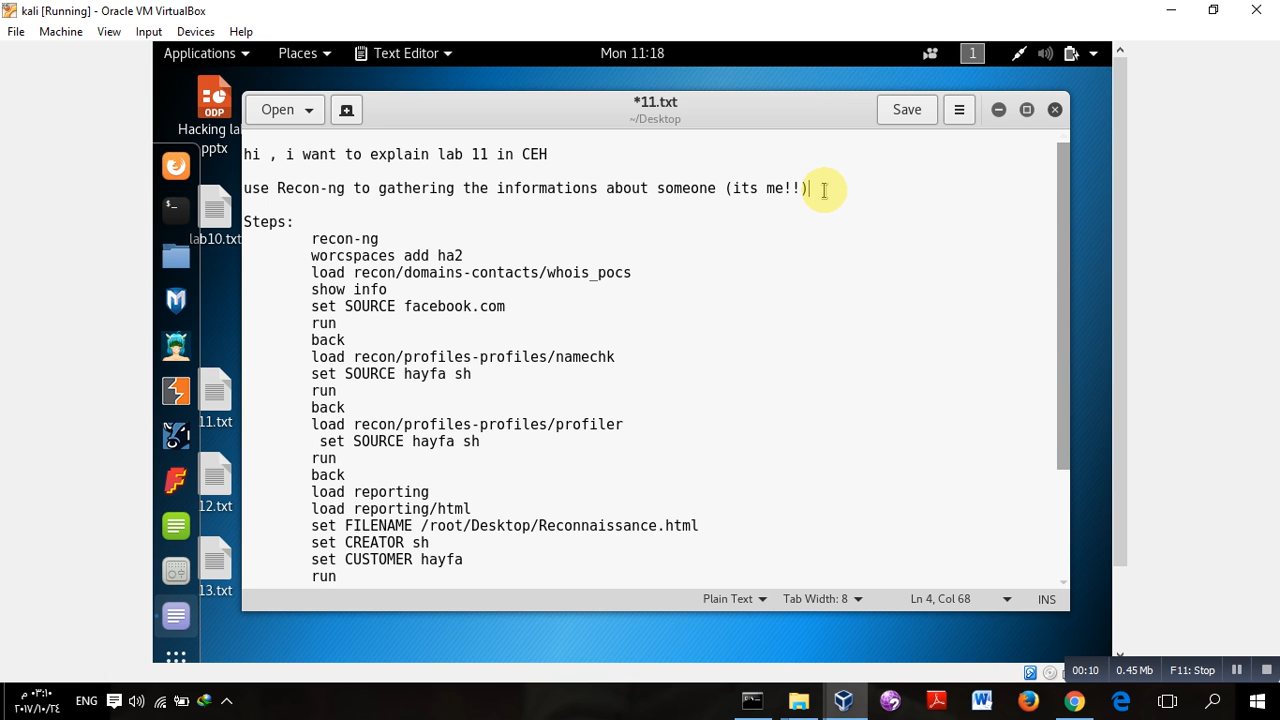 kali [Running] - Oracle VM VirtualBox
File Machine View Input Devices Help
Applications Places Text Editor Mon 11:18 1
Open *11.txt Save
~/Desktop
ODP
Hacking la
pptx
lab10.txt
11.txt
12.txt
13.txt
hi , i want to explain lab 11 in CEH
use Recon-ng to gathering the informations about someone (its me!!)
Steps:
recon-ng
worcspaces add ha2
load recon/domains-contacts/whois_pocs
show info
set SOURCE facebook.com
run
back
load recon/profiles-profiles/namechk
set SOURCE hayfa sh
run
back
load recon/profiles-profiles/profiler
set SOURCE hayfa sh
run
back
load reporting
load reporting/html
set FILENAME /root/Desktop/Reconnaissance.html
set CREATOR sh
set CUSTOMER hayfa
run
Plain Text Tab Width: 8 Ln 4, Col 68 INS
00:10 0.45 Mb F11: Stop
ENG